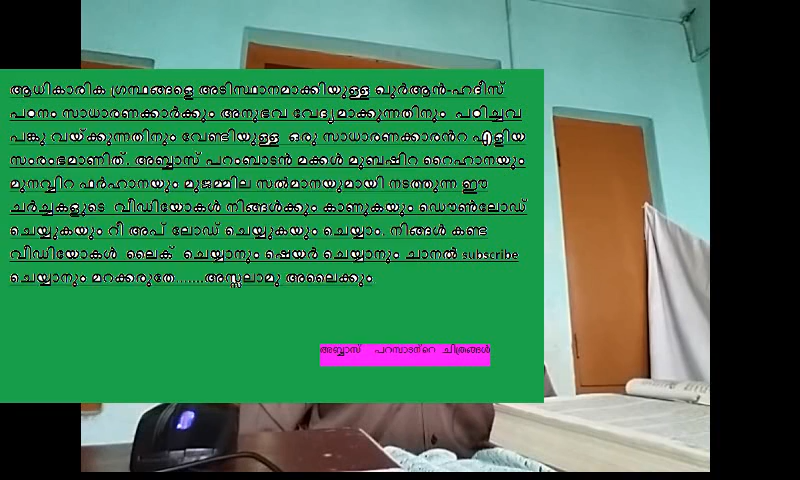 ആധികാരിക ഗ്രന്ഥങ്ങളെ അടിസ്ഥാനമാക്കിയുള്ള ഖുർആൻ-ഹദീസ്
പഠനം സാധാരണക്കാർക്കും അനുഭവ വേദ്യമാക്കുന്നതിനും പഠിച്ചവ
പങ്കു വയ്ക്കുന്നതിനും വേണ്ടിയുള്ള ഒരു സാധാരണക്കാരൻറ എളിയ
സംരംഭമാണിത്. അബ്ബാസ് പറംബാടൻ മക്കൾ മുബഷിറ റൈഹാനയും
മുനവ്വിറ ഫർഹാനയും മുജമ്മില സൽമാനയുമായി നടത്തുന്ന ഈ
ചർച്ചകളുടെ വീഡിയോകൾ നിങ്ങൾക്കും കാണുകയും ഡൌൺലോഡ്
ചെയ്യുകയും റീ അപ് ലോഡ് ചെയ്യുകയും ചെയ്യാം. നിങ്ങൾ കണ്ട
വീഡിയോകൾ ലൈക് ചെയ്യാനും ഷെയർ ചെയ്യാനും ചാനൽ subscribe
ചെയ്യാനും മറക്കരുതേ.......അസ്സലാമു അലൈക്കും
അബ്ബാസ് പറമ്പാടന്റെ ചിത്രങ്ങൾ